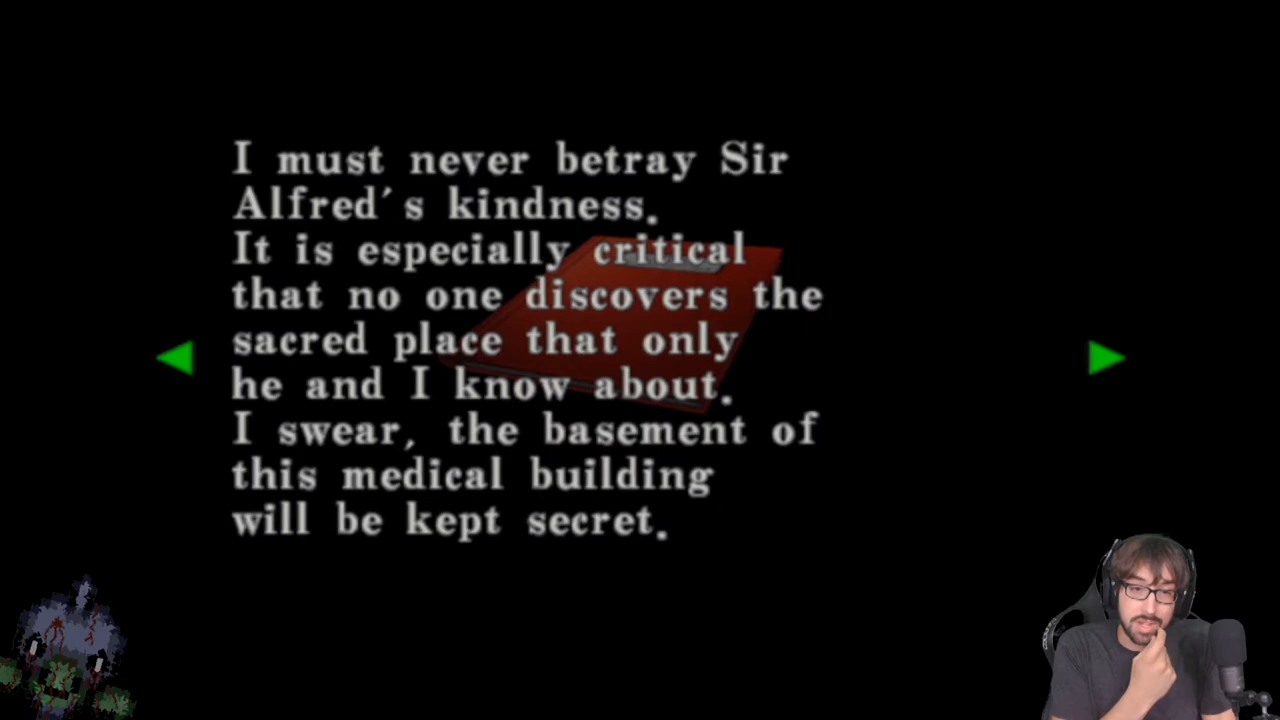 I must never betray Sir
Alfred´s kindness.
It is especially critical
that no one discovers the
sacred place that only
he and I know about.
I swear, the basement of
this medical building
will be kept secret.